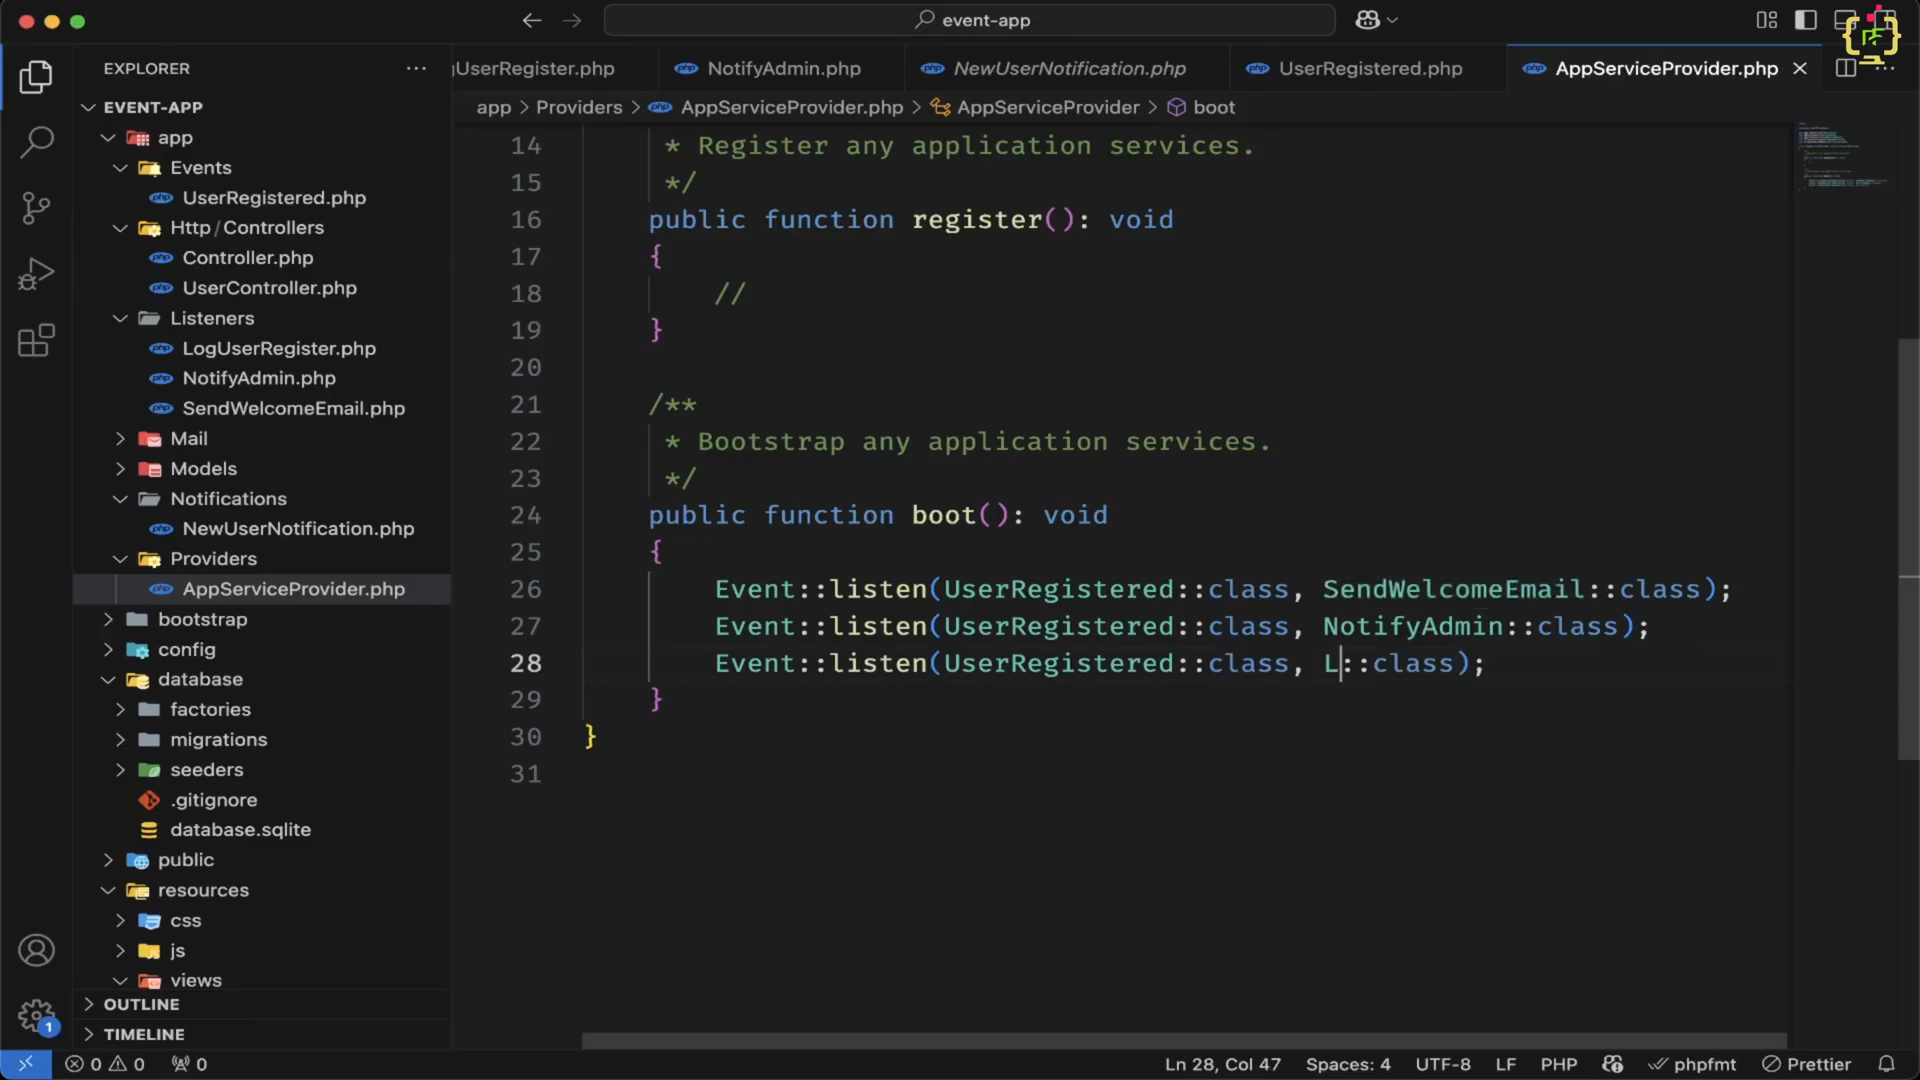 event-app
EXPLORER
UserRegister.php
NotifyAdmin.php
NewUserNotification.php
UserRegistered.php
AppServiceProvider.php
EVENT-APP
app > Providers > AppServiceProvider.php > AppServiceProvider > boot
app
Events
UserRegistered.php
Http/Controllers
Controller.php
UserController.php
Listeners
LogUserRegister.php
NotifyAdmin.php
SendWelcomeEmail.php
Mail
Models
Notifications
NewUserNotification.php
Providers
AppServiceProvider.php
bootstrap
config
database
factories
migrations
seeders
.gitignore
database.sqlite
public
resources
css
js
views
OUTLINE
TIMELINE
14 * Register any application services.
15 */
16 public function register(): void
17 {
18 //
19 }
20
21 /**
22 * Bootstrap any application services.
23 */
24 public function boot(): void
25 {
26 Event::listen(UserRegistered::class, SendWelcomeEmail::class);
27 Event::listen(UserRegistered::class, NotifyAdmin::class);
28 Event::listen(UserRegistered::class, L::class);
29 }
30 }
31
1
0 0 0 Ln 28, Col 47 Spaces: 4 UTF-8 LF PHP phpfmt Prettier